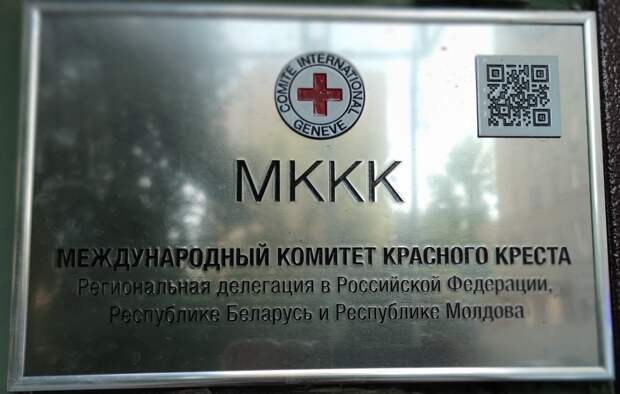 COMITE INTERNATIONAL
GENEVE
МККК
МЕЖДУНАРОДНЫЙ КОМИТЕТ КРАСНОГО КРЕСТА
Региональная делегация в Российской Федерации,
Республике Беларусь и Республике Молдова